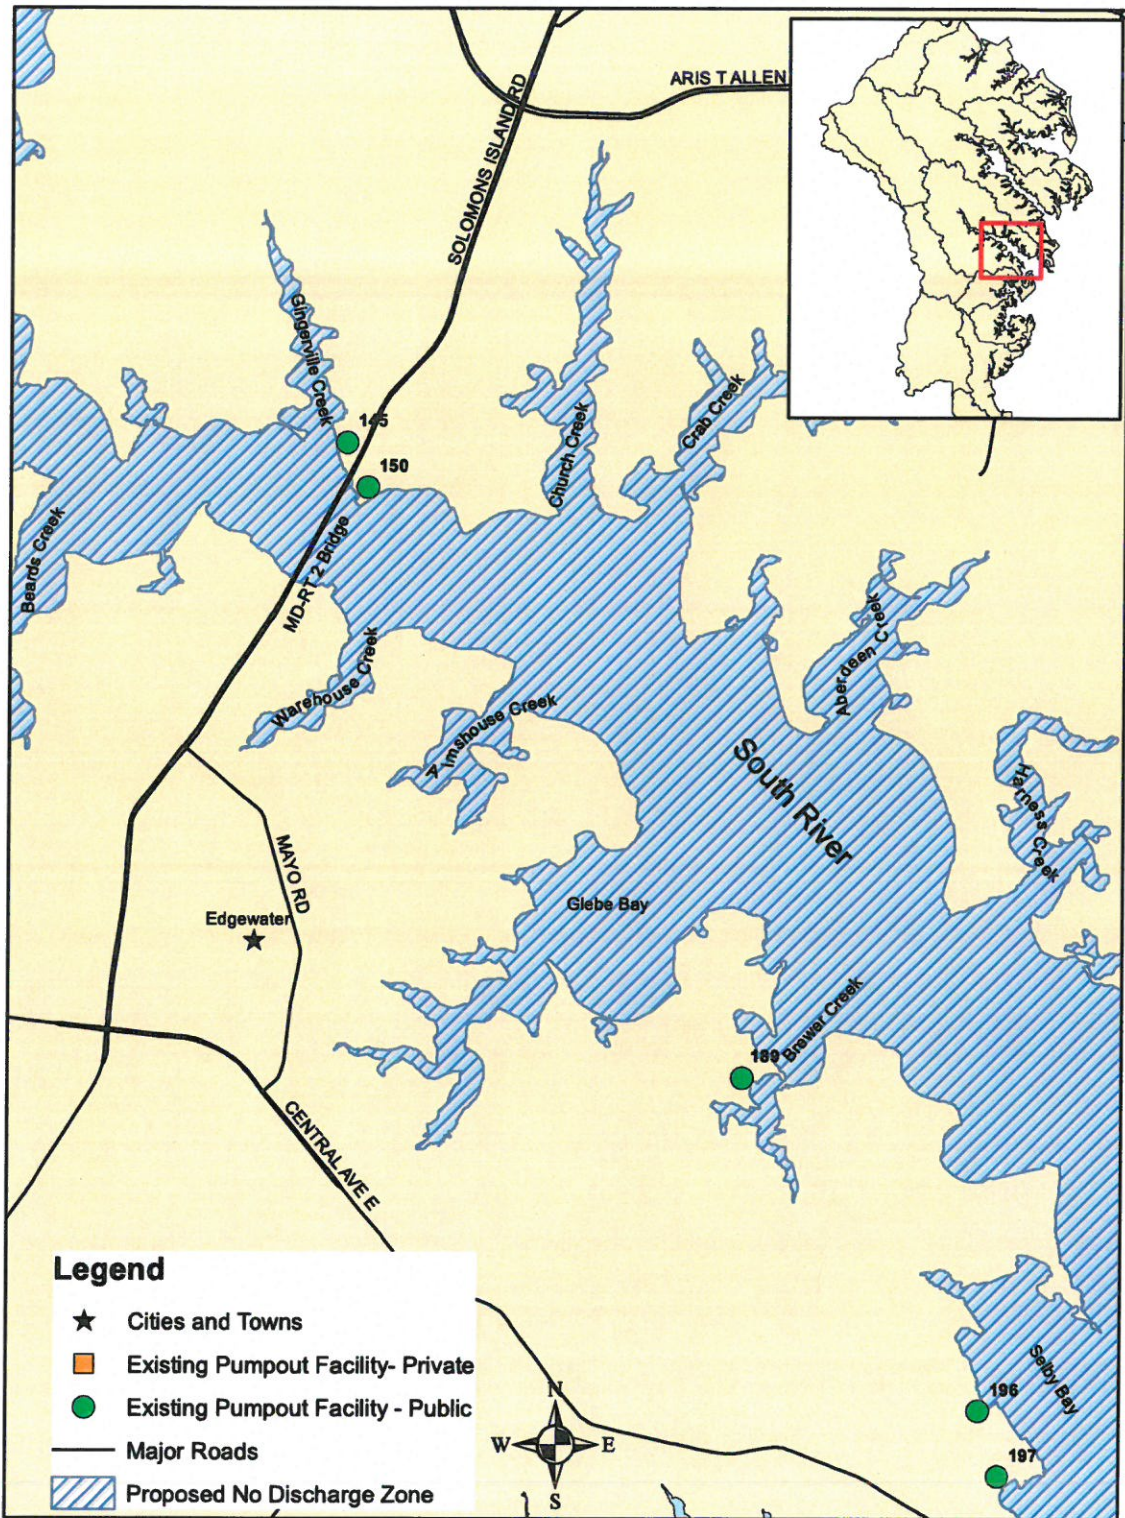 ARIS T ALLEN
SOLOMONS ISLAND RD
Gingerville Creek
145
150
Church Creek
Crab Creek
Beards Creek
MD-RT 2 Bridge
Warehouse Creek
Almshouse Creek
Aberdeen Creek
South River
Harness Creek
MAYO RD
Edgewater
Glebe Bay
189
Brewer Creek
CENTRAL AVE E
Selby Bay
196
197
Legend
Cities and Towns
Existing Pumpout Facility- Private
Existing Pumpout Facility - Public
Major Roads
Proposed No Discharge Zone
N
W
E
S